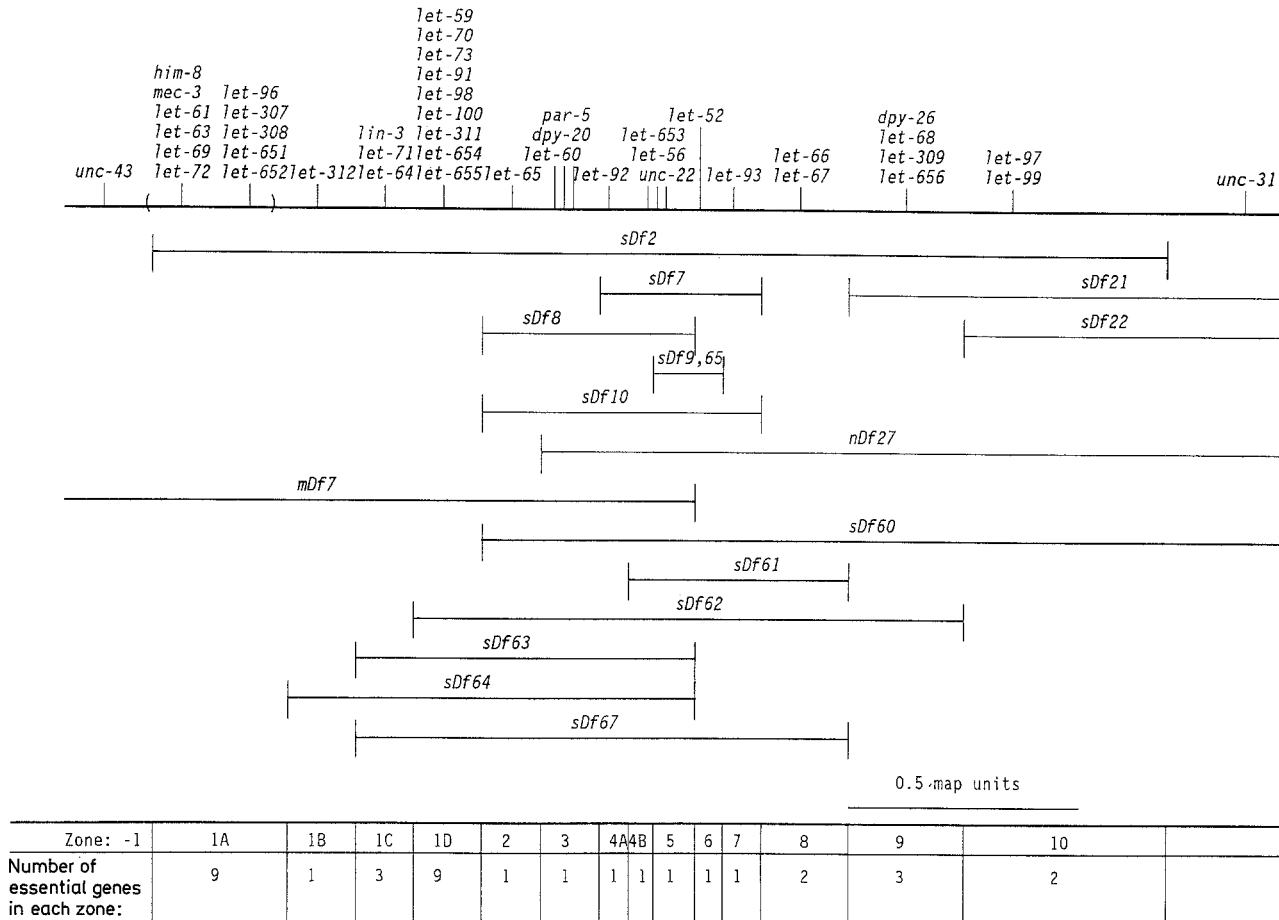 let-59
let-70
let-73
let-91
let-98
let-100
let-311
let-654
let-655
him-8
mec-3
let-61
let-63
let-69
let-72
let-96
let-307
let-308
let-651
let-652
lin-3
let-71
let-64
par-5
dpy-20
let-60
let-52
let-653
let-56
unc-22
dpy-26
let-68
let-309
let-656
let-66
let-67
let-97
let-99
unc-43
let-312
let-65
let-92
let-93
unc-31
( )
sDf2
sDf7
sDf21
sDf8
sDf22
sDf9,65
sDf10
nDf27
mDf7
sDf60
sDf61
sDf62
sDf63
sDf64
sDf67
0.5 map units
Zone: -1 1A 1B 1C 1D 2 3 4A 4B 5 6 7 8 9 10
Number of
essential genes
in each zone:
9 1 3 9 1 1 1 1 1 1 1 2 3 2